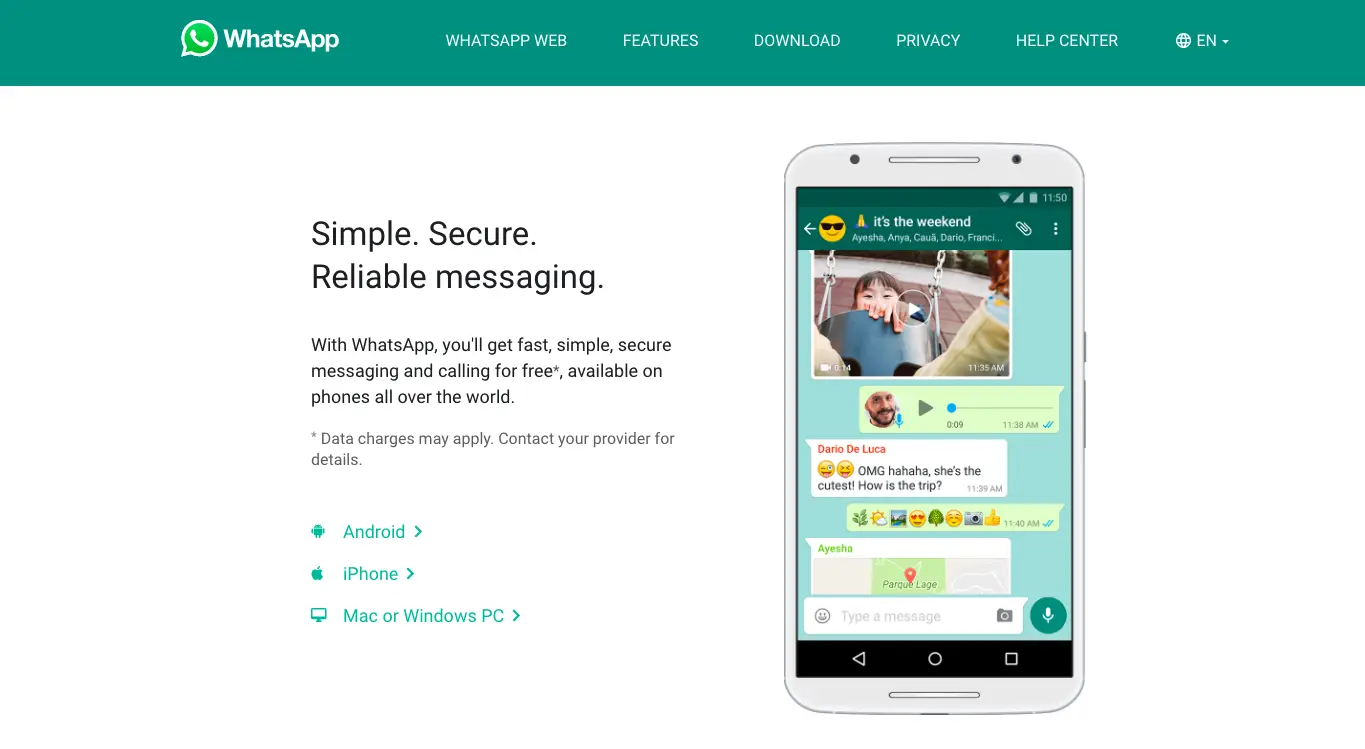 WhatsApp
WHATSAPP WEB
FEATURES
DOWNLOAD
PRIVACY
HELP CENTER
EN
Simple. Secure.
Reliable messaging.
With WhatsApp, you'll get fast, simple, secure
messaging and calling for free*, available on
phones all over the world.
* Data charges may apply. Contact your provider for
details.
Android
iPhone
Mac or Windows PC
11:50
🙏 it's the weekend
Ayesha, Anya, Cauã, Dario, Franci...
0:14
11:35 AM
0:09
11:38 AM
Dario De Luca
😜😝 OMG hahaha, she's the
cutest! How is the trip?
11:39 AM
11:40 AM
Ayesha
Parque Lage
Type a message